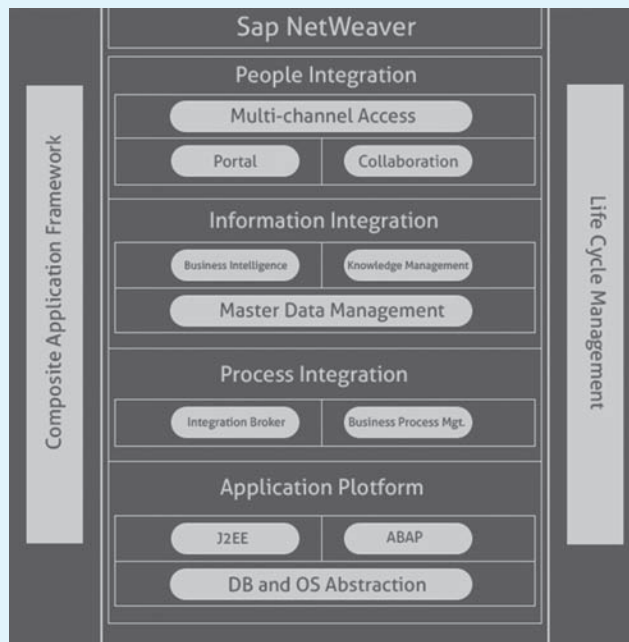 Sap NetWeaver
People Integration
Multi-channel Access
Portal
Collaboration
Information Integration
Business Intelligence
Knowledge Management
Master Data Management
Process Integration
Integration Broker
Business Process Mgt.
Application Plotform
J2EE
ABAP
DB and OS Abstraction
Composite Application Framework
Life Cycle Management